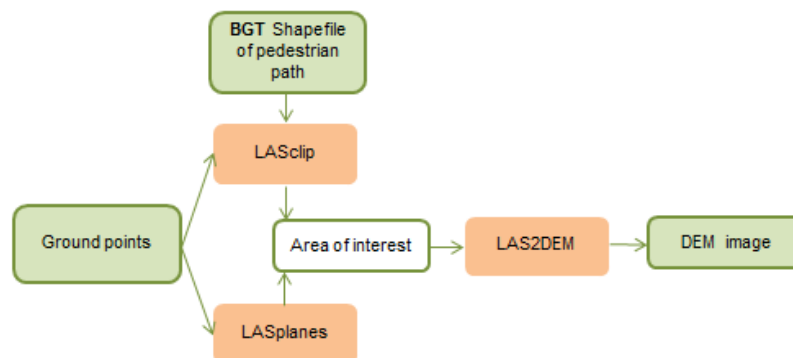 BGT Shapefile
of pedestrian
path
LASclip
Ground points
Area of interest
LAS2DEM
DEM image
LASplanes